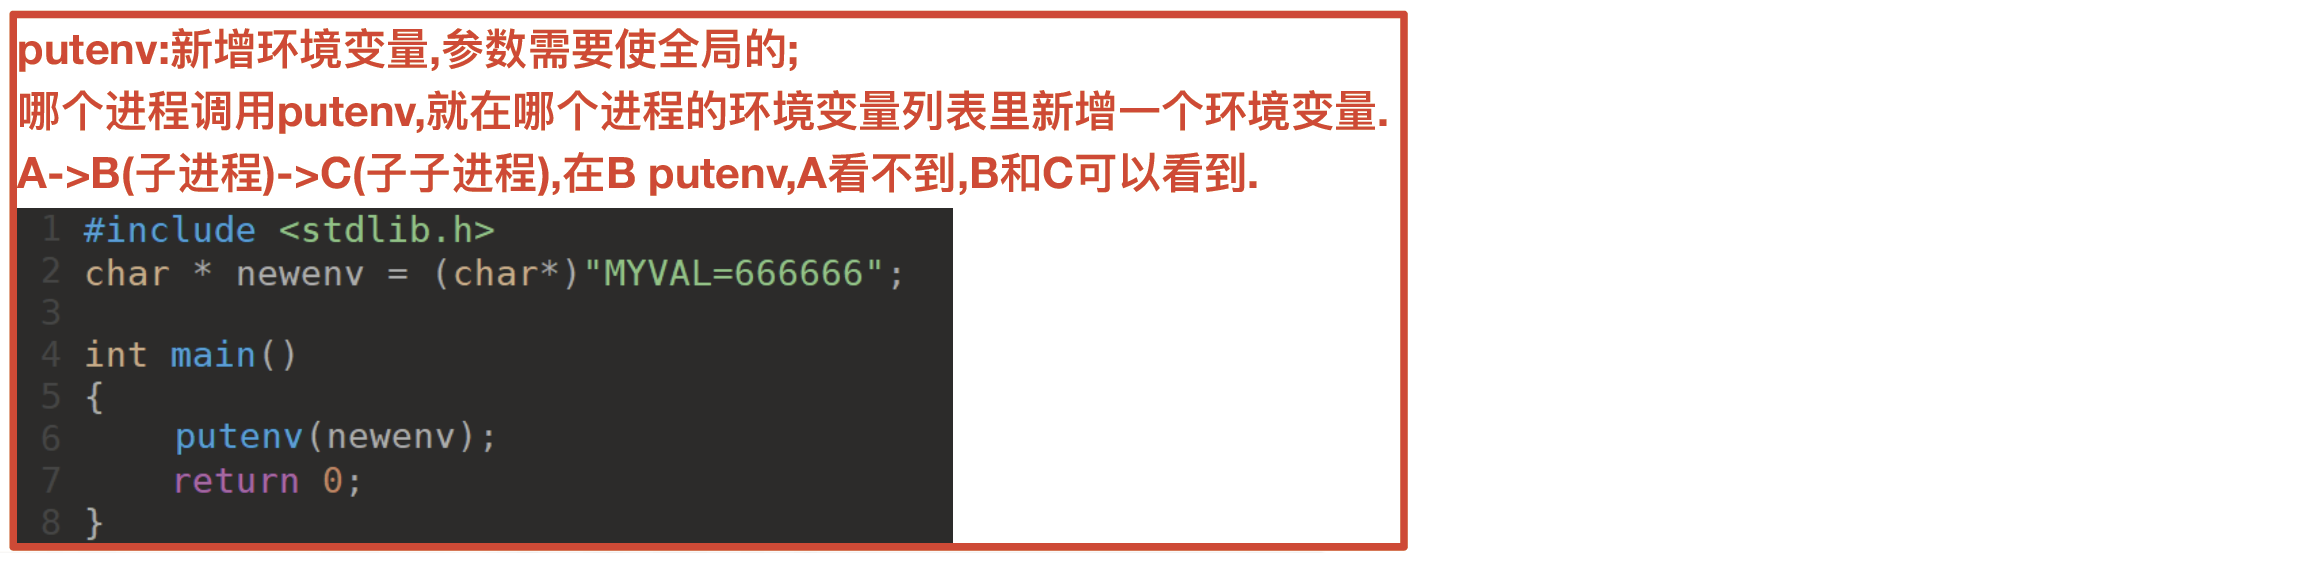 putenv:新增环境变量,参数需要使全局的;
哪个进程调用putenv,就在哪个进程的环境变量列表里新增一个环境变量.
A->B(子进程)->C(子子进程),在B putenv,A看不到,B和C可以看到.
1 #include <stdlib.h>
2 char * newenv = (char*)"MYVAL=666666";
3
4 int main()
5 {
6     putenv(newenv);
7     return 0;
8 }